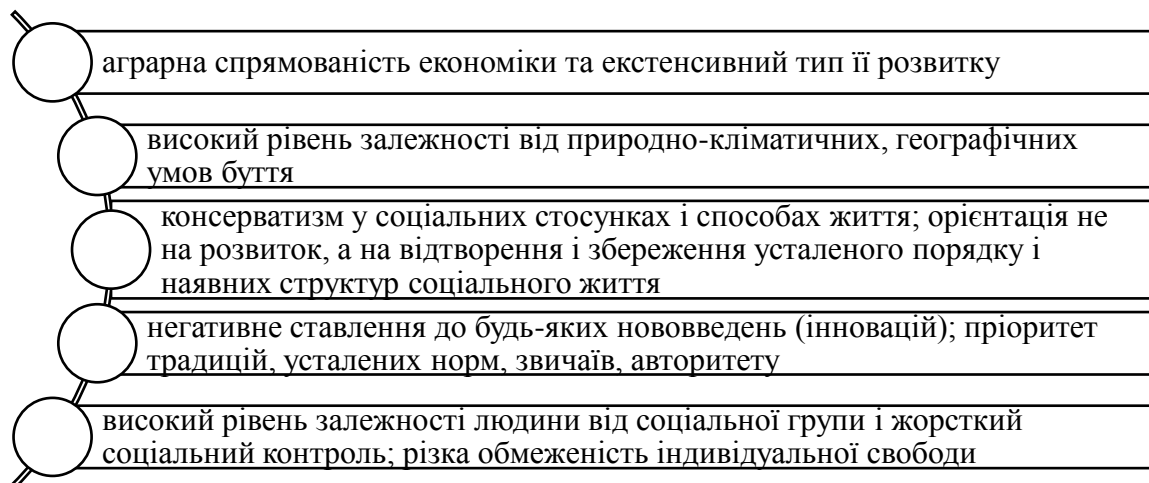 аграрна спрямованість економіки та екстенсивний тип її розвитку
високий рівень залежності від природно-кліматичних, географічних
умов буття
консерватизм у соціальних стосунках і способах життя; орієнтація не
на розвиток, а на відтворення і збереження усталеного порядку і
наявних структур соціального життя
негативне ставлення до будь-яких нововведень (інновацій); пріоритет
традицій, усталених норм, звичаїв, авторитету
високий рівень залежності людини від соціальної групи і жорсткий
соціальний контроль; різка обмеженість індивідуальної свободи